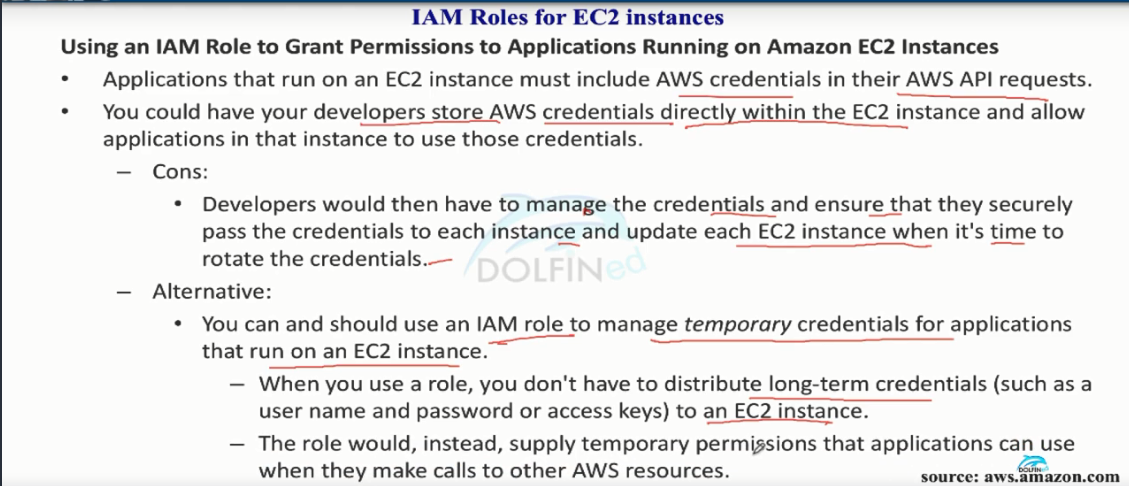 IAM Roles for EC2 instances
Using an IAM Role to Grant Permissions to Applications Running on Amazon EC2 Instances
• Applications that run on an EC2 instance must include AWS credentials in their AWS API requests.
• You could have your developers store AWS credentials directly within the EC2 instance and allow
applications in that instance to use those credentials.
– Cons:
• Developers would then have to manage the credentials and ensure that they securely
pass the credentials to each instance and update each EC2 instance when it's time to
rotate the credentials.
DOLFINed
– Alternative:
• You can and should use an IAM role to manage temporary credentials for applications
that run on an EC2 instance.
– When you use a role, you don't have to distribute long-term credentials (such as a
user name and password or access keys) to an EC2 instance.
– The role would, instead, supply temporary permissions that applications can use
when they make calls to other AWS resources.
DOLFINed
source: aws.amazon.com